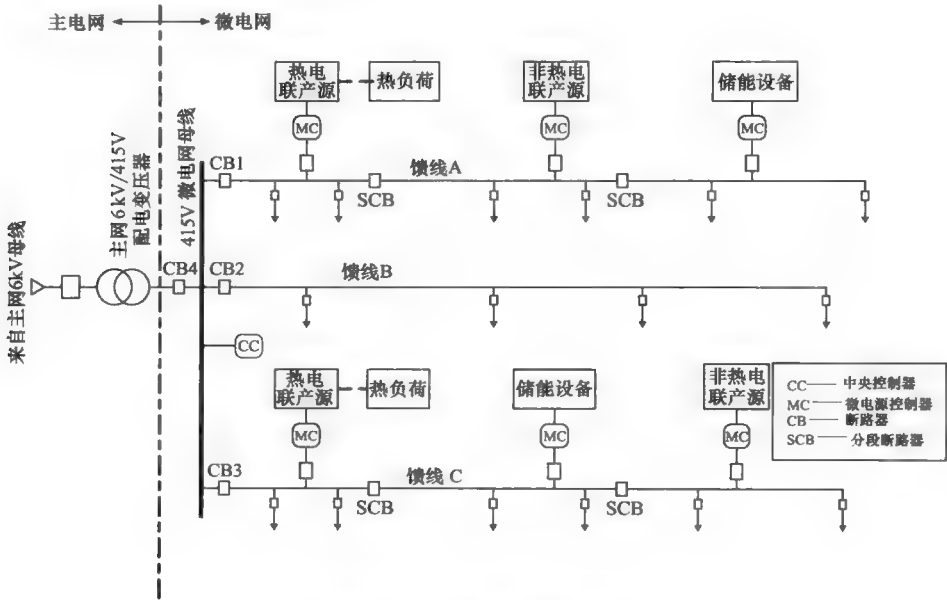 主电网
微电网
热电
联产源
热负荷
非热电
联产源
储能设备
MC
MC
MC
CB1
馈线A
SCB
SCB
415V 微电网母线
主网6kV/415V
配电变压器
来自主网6kV母线
CB4
CB2
馈线B
CC
热电
联产源
热负荷
储能设备
非热电
联产源
MC
MC
MC
CB3
馈线 C
SCB
SCB
CC—— 中央控制器
MC——微电源控制器
CB —— 断路器
SCB—— 分段断路器